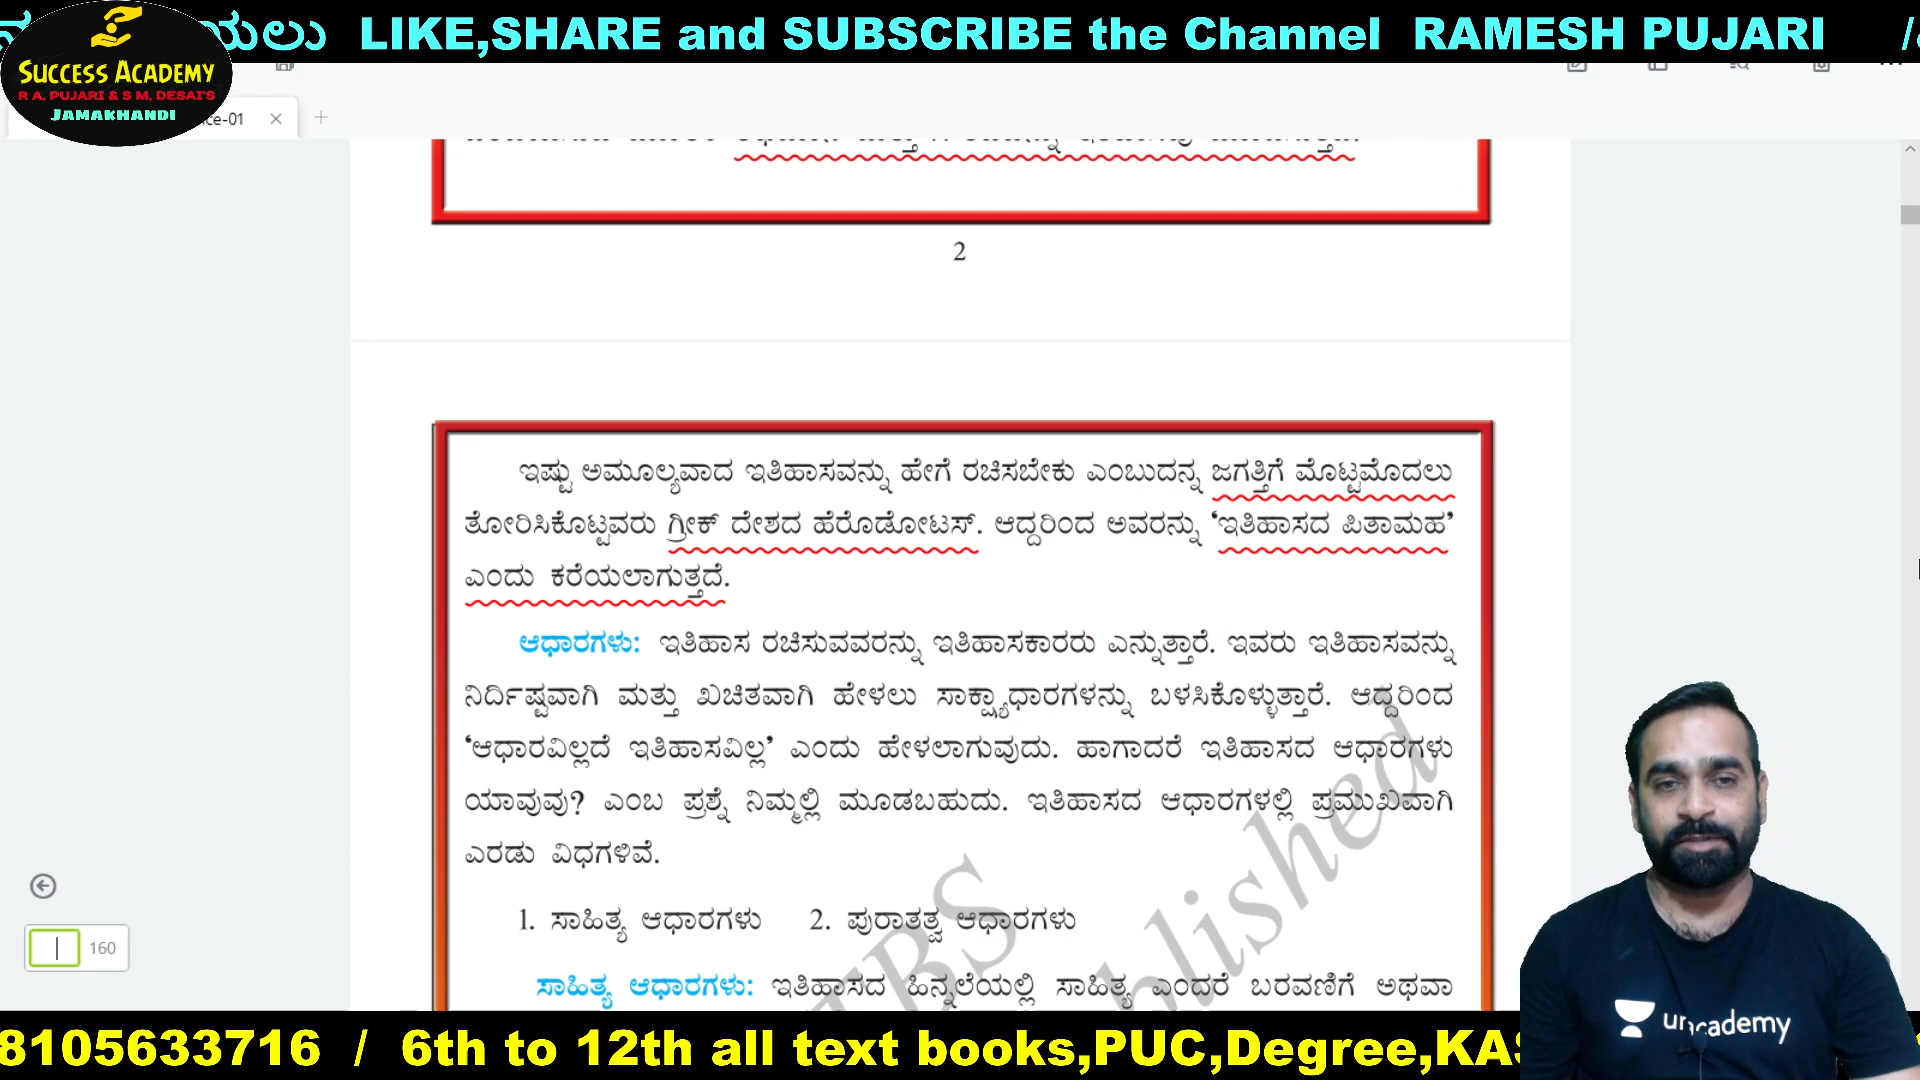 ಯಲು LIKE,SHARE and SUBSCRIBE the Channel RAMESH PUJARI
SUCCESS ACADEMY
R A, PUJARI & S M, DESAI'S
JAMAKHANDI
ce-01
2
ಇಷ್ಟು ಅಮೂಲ್ಯವಾದ ಇತಿಹಾಸವನ್ನು ಹೇಗೆ ರಚಿಸಬೇಕು ಎಂಬುದನ್ನ ಜಗತ್ತಿಗೆ ಮೊಟ್ಟಮೊದಲು
ತೋರಿಸಿಕೊಟ್ಟವರು ಗ್ರೀಕ್ ದೇಶದ ಹೆರೊಡೋಟಸ್. ಆದ್ದರಿಂದ ಅವರನ್ನು ‘ಇತಿಹಾಸದ ಪಿತಾಮಹ’
ಎಂದು ಕರೆಯಲಾಗುತ್ತದೆ.
ಆಧಾರಗಳು: ಇತಿಹಾಸ ರಚಿಸುವವರನ್ನು ಇತಿಹಾಸಕಾರರು ಎನ್ನುತ್ತಾರೆ. ಇವರು ಇತಿಹಾಸವನ್ನು
ನಿರ್ದಿಷ್ಟವಾಗಿ ಮತ್ತು ಖಚಿತವಾಗಿ ಹೇಳಲು ಸಾಕ್ಷ್ಯಾಧಾರಗಳನ್ನು ಬಳಸಿಕೊಳ್ಳುತ್ತಾರೆ. ಆದ್ದರಿಂದ
‘ಆಧಾರವಿಲ್ಲದೆ ಇತಿಹಾಸವಿಲ್ಲ’ ಎಂದು ಹೇಳಲಾಗುವುದು. ಹಾಗಾದರೆ ಇತಿಹಾಸದ ಆಧಾರಗಳು
ಯಾವುವು? ಎಂಬ ಪ್ರಶ್ನೆ ನಿಮ್ಮಲ್ಲಿ ಮೂಡಬಹುದು. ಇತಿಹಾಸದ ಆಧಾರಗಳಲ್ಲಿ ಪ್ರಮುಖವಾಗಿ
ಎರಡು ವಿಧಗಳಿವೆ.
1. ಸಾಹಿತ್ಯ ಆಧಾರಗಳು 2. ಪುರಾತತ್ವ ಆಧಾರಗಳು
ಸಾಹಿತ್ಯ ಆಧಾರಗಳು: ಇತಿಹಾಸದ ಹಿನ್ನಲೆಯಲ್ಲಿ ಸಾಹಿತ್ಯ ಎಂದರೆ ಬರವಣಿಗೆ ಅಥವಾ
160
unacademy
8105633716 / 6th to 12th all text books,PUC,Degree,KAS